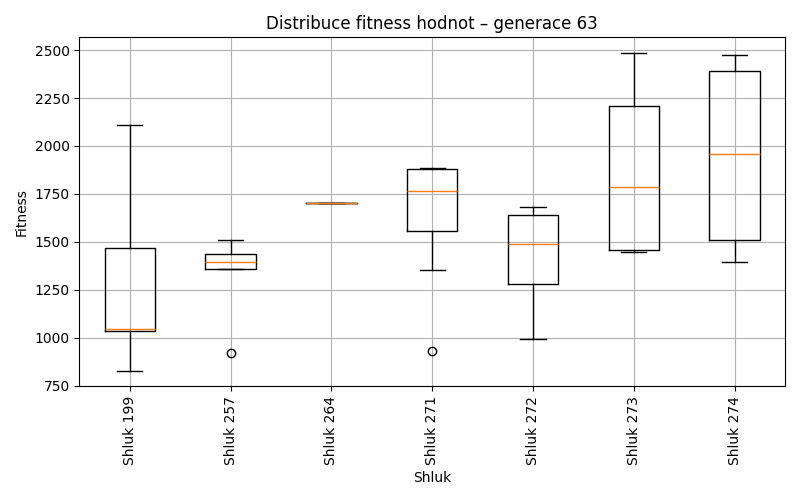 Distribuce fitness hodnot – generace 63
Fitness
2500
2250
2000
1750
1500
1250
1000
750
Shluk 199
Shluk 257
Shluk 264
Shluk 271
Shluk 272
Shluk 273
Shluk 274
Shluk